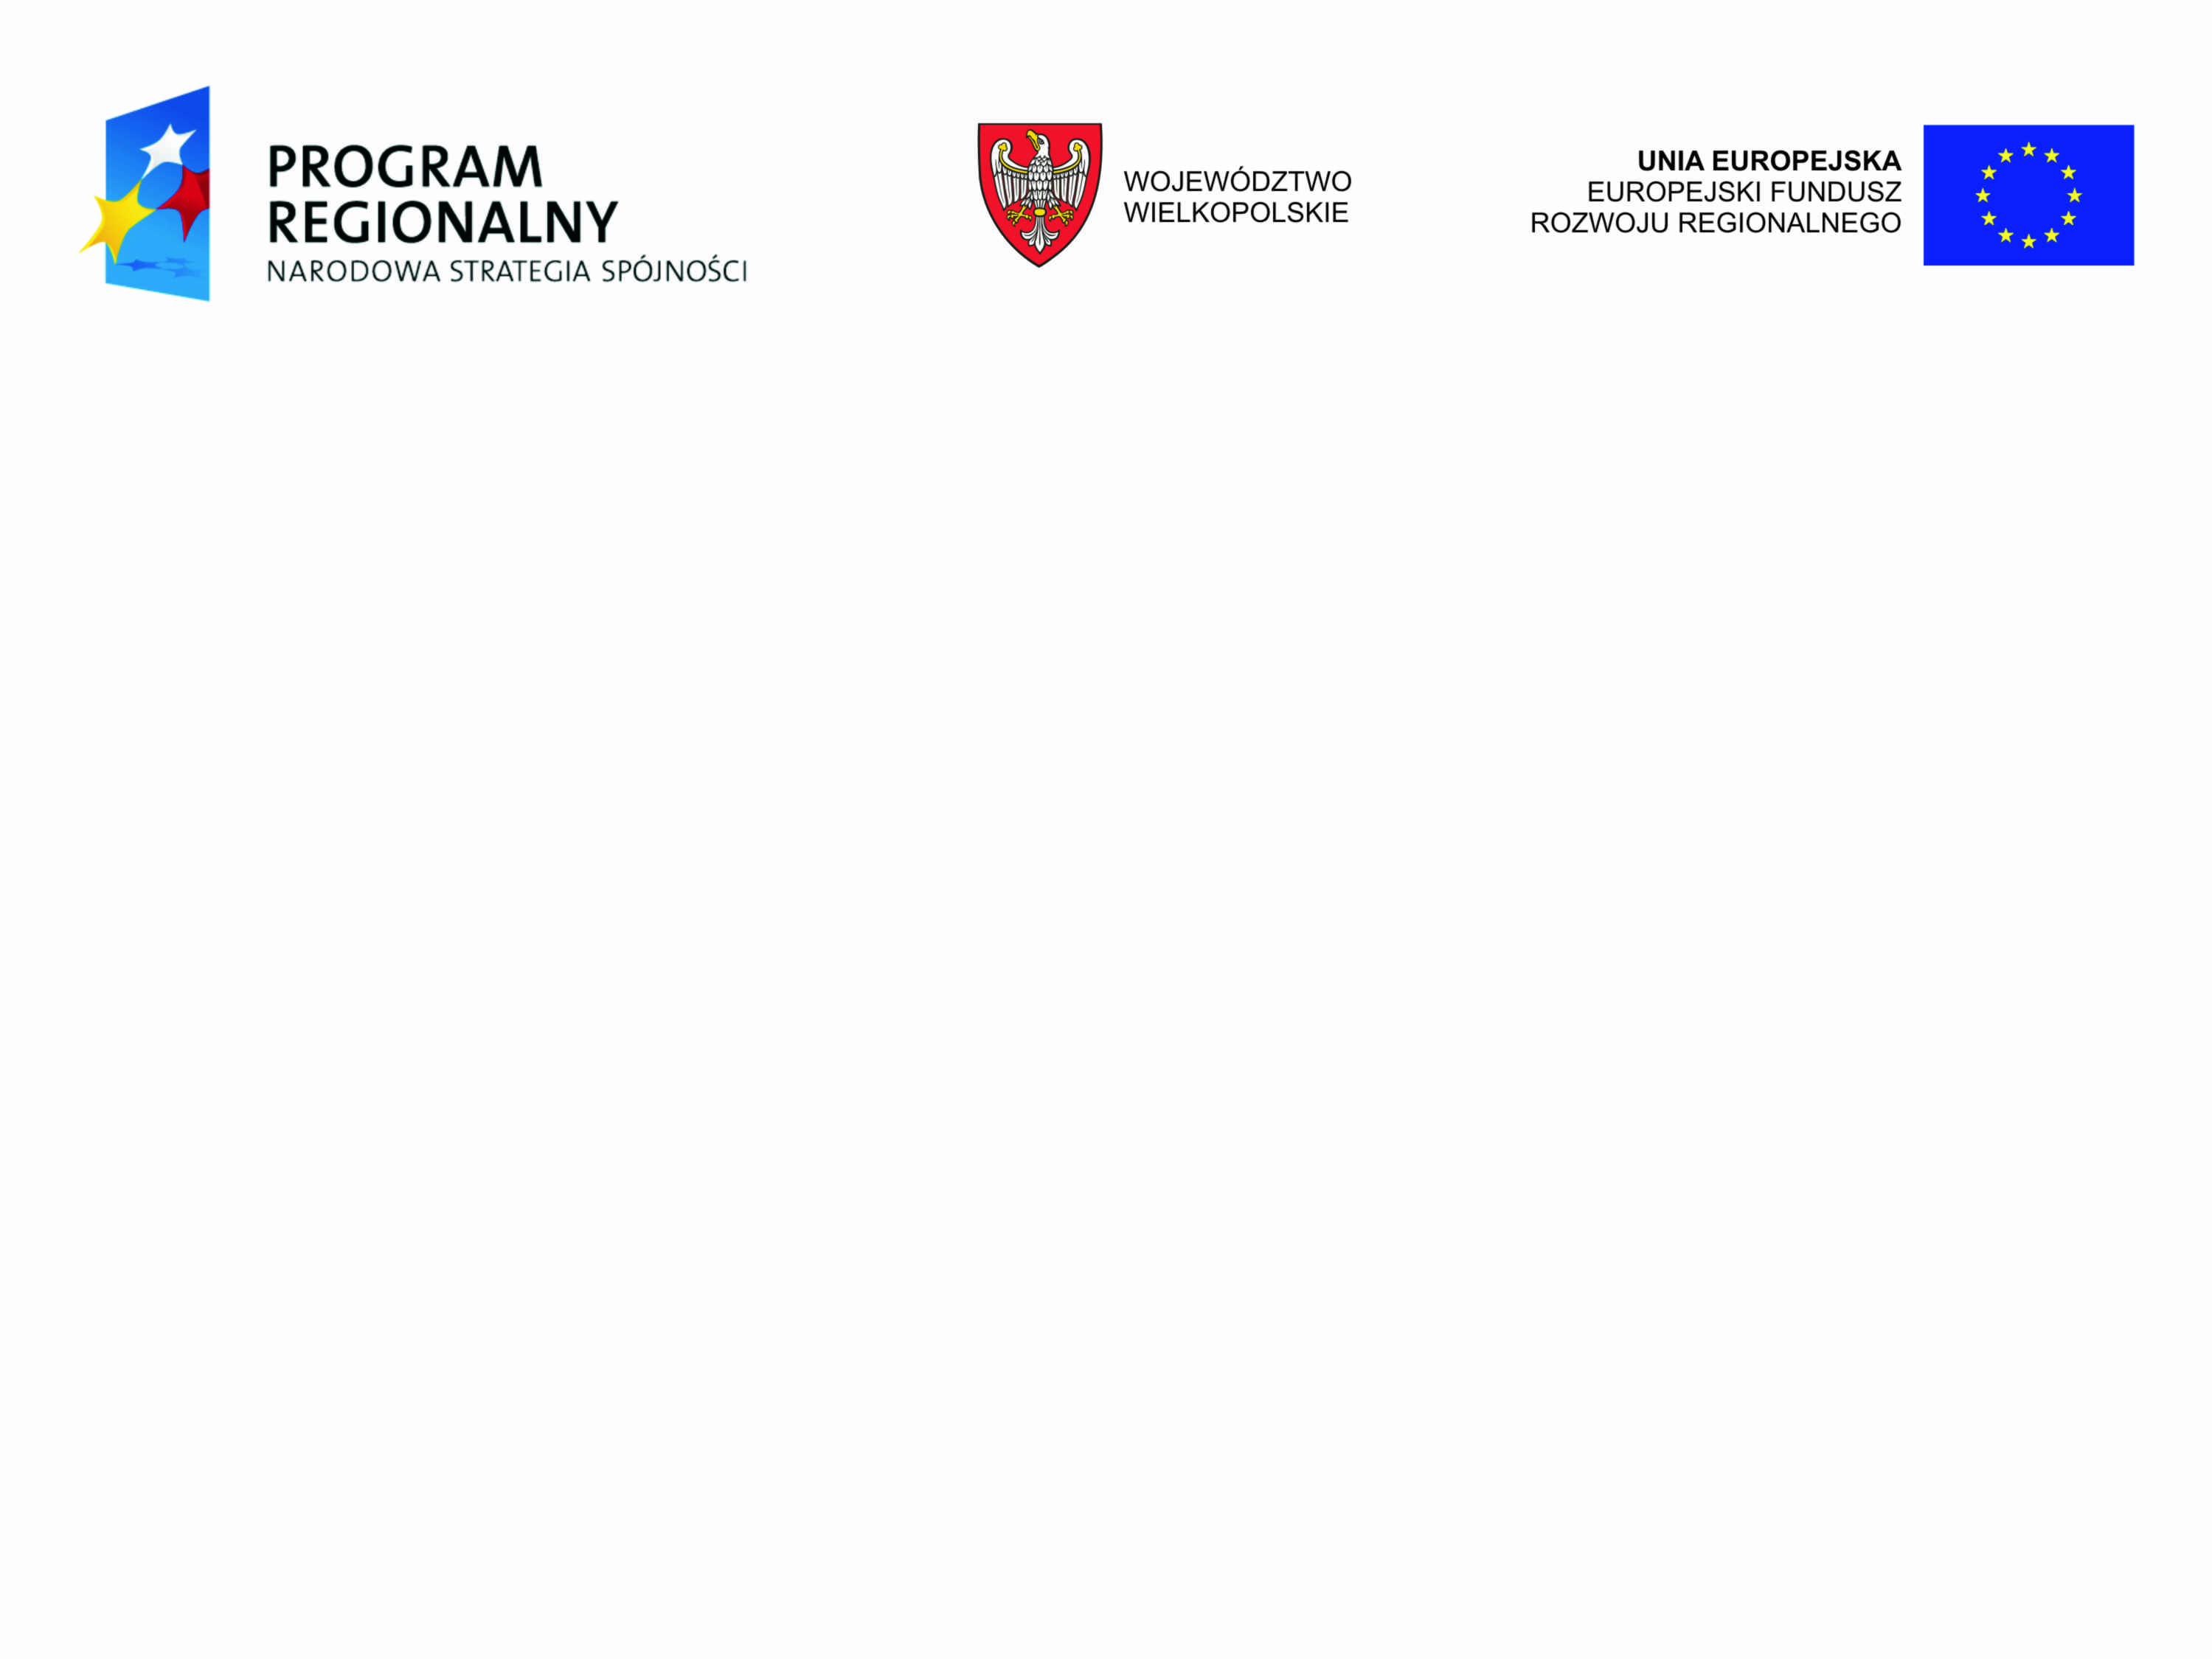 PROGRAM
REGIONALNY
NARODOWA STRATEGIA SPÓJNOŚCI
WOJEWÓDZTWO
WIELKOPOLSKIE
UNIA EUROPEJSKA
EUROPEJSKI FUNDUSZ
ROZWOJU REGIONALNEGO